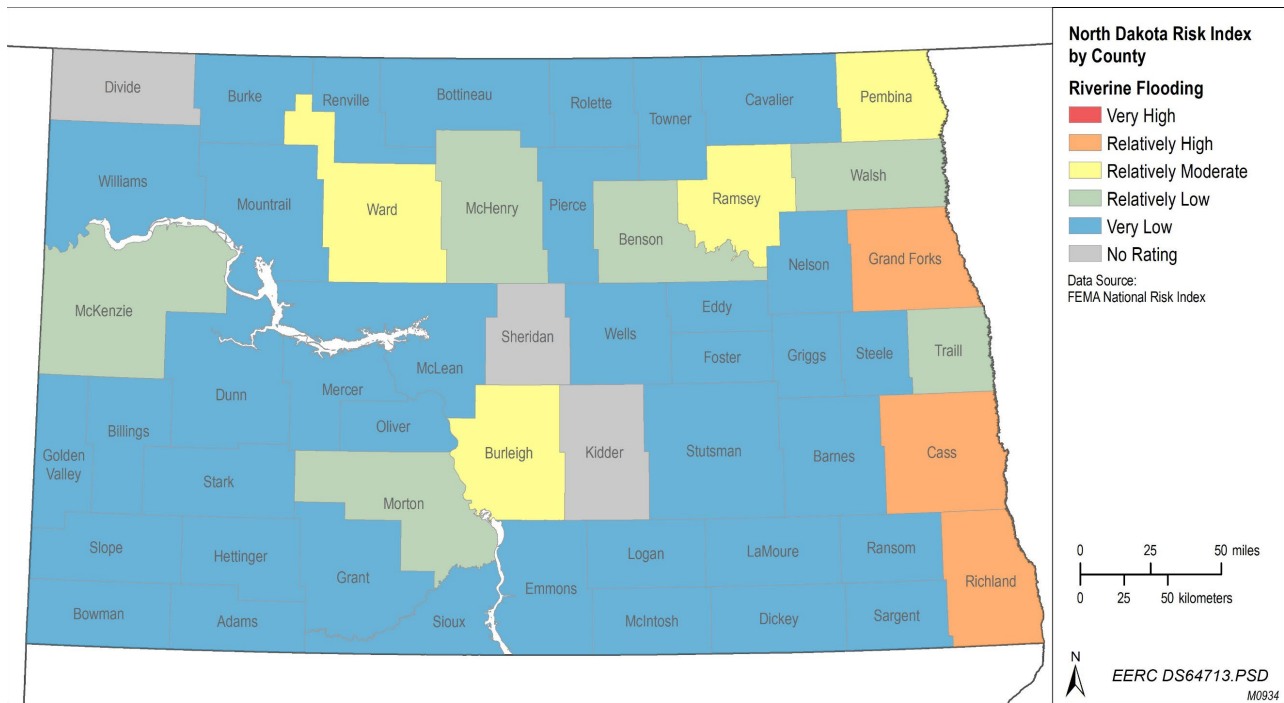 Divide
Burke
Renville
Bottineau
Rolette
Towner
Cavalier
Pembina
Williams
Mountrail
Ward
McHenry
Pierce
Benson
Ramsey
Walsh
Nelson
Grand Forks
McKenzie
Dunn
Mercer
McLean
Sheridan
Wells
Eddy
Foster
Griggs
Steele
Traill
Golden
Valley
Billings
Stark
Oliver
Morton
Burleigh
Kidder
Stutsman
Barnes
Cass
Slope
Hettinger
Grant
Emmons
Logan
LaMoure
Ransom
Richland
Bowman
Adams
Sioux
McIntosh
Dickey
Sargent
North Dakota Risk Index
by County
Riverine Flooding
Very High
Relatively High
Relatively Moderate
Relatively Low
Very Low
No Rating
Data Source:
FEMA National Risk Index
0 25 50 miles
0 25 50 kilometers
N
EERC DS64713.PSD
M0934